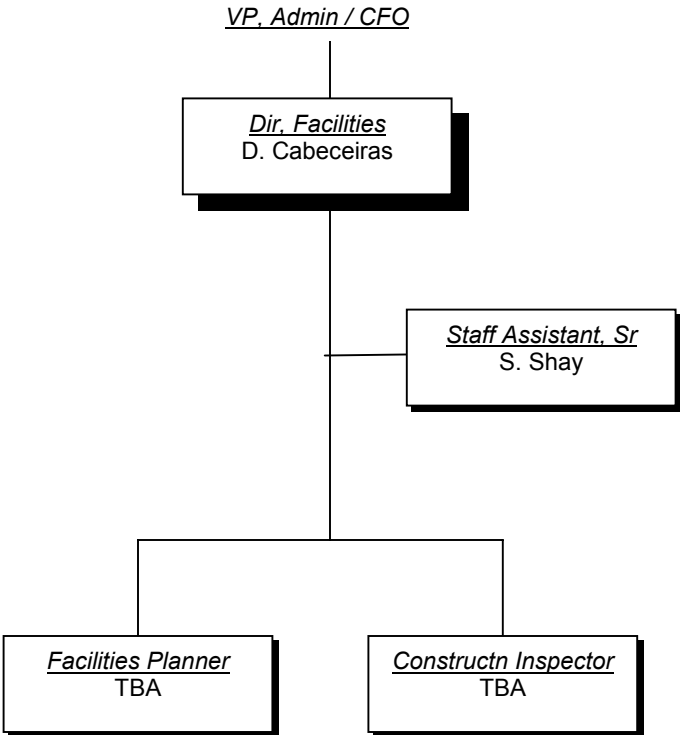 VP, Admin / CFO
Dir, Facilities
D. Cabeceiras
Staff Assistant, Sr
S. Shay
Facilities Planner
TBA
Constructn Inspector
TBA